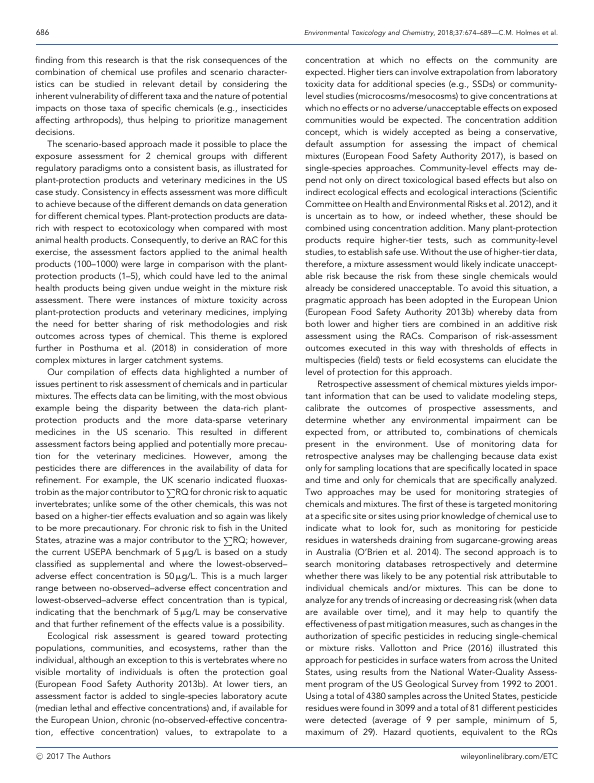 686
Environmental Toxicology and Chemistry, 2018;37:674–689—C.M. Holmes et al.
finding from this research is that the risk consequences of the
combination of chemical use profiles and scenario character-
istics can be studied in relevant detail by considering the
inherent vulnerability of different taxa and the nature of potential
impacts on those taxa of specific chemicals (e.g., insecticides
affecting arthropods), thus helping to prioritize management
decisions.
The scenario-based approach made it possible to place the
exposure assessment for 2 chemical groups with different
regulatory paradigms onto a consistent basis, as illustrated for
plant-protection products and veterinary medicines in the US
case study. Consistency in effects assessment was more difficult
to achieve because of the different demands on data generation
for different chemical types. Plant-protection products are data-
rich with respect to ecotoxicology when compared with most
animal health products. Consequently, to derive an RAC for this
exercise, the assessment factors applied to the animal health
products (100–1000) were large in comparison with the plant-
protection products (1–5), which could have led to the animal
health products being given undue weight in the mixture risk
assessment. There were instances of mixture toxicity across
plant-protection products and veterinary medicines, implying
the need for better sharing of risk methodologies and risk
outcomes across types of chemical. This theme is explored
further in Posthuma et al. (2018) in consideration of more
complex mixtures in larger catchment systems.
Our compilation of effects data highlighted a number of
issues pertinent to risk assessment of chemicals and in particular
mixtures. The effects data can be limiting, with the most obvious
example being the disparity between the data-rich plant-
protection products and the more data-sparse veterinary
medicines in the US scenario. This resulted in different
assessment factors being applied and potentially more precau-
tion for the veterinary medicines. However, among the
pesticides there are differences in the availability of data for
refinement. For example, the UK scenario indicated fluoxas-
trobin as the major contributor to ∑RQ for chronic risk to aquatic
invertebrates; unlike some of the other chemicals, this was not
based on a higher-tier effects evaluation and so again was likely
to be more precautionary. For chronic risk to fish in the United
States, atrazine was a major contributor to the ∑RQ; however,
the current USEPA benchmark of 5 μg/L is based on a study
classified as supplemental and where the lowest-observed–
adverse effect concentration is 50 μg/L. This is a much larger
range between no-observed–adverse effect concentration and
lowest-observed–adverse effect concentration than is typical,
indicating that the benchmark of 5 μg/L may be conservative
and that further refinement of the effects value is a possibility.
Ecological risk assessment is geared toward protecting
populations, communities, and ecosystems, rather than the
individual, although an exception to this is vertebrates where no
visible mortality of individuals is often the protection goal
(European Food Safety Authority 2013b). At lower tiers, an
assessment factor is added to single-species laboratory acute
(median lethal and effective concentrations) and, if available for
the European Union, chronic (no-observed-effective concentra-
tion, effective concentration) values, to extrapolate to a
concentration at which no effects on the community are
expected. Higher tiers can involve extrapolation from laboratory
toxicity data for additional species (e.g., SSDs) or community-
level studies (microcosms/mesocosms) to give concentrations at
which no effects or no adverse/unacceptable effects on exposed
communities would be expected. The concentration addition
concept, which is widely accepted as being a conservative,
default assumption for assessing the impact of chemical
mixtures (European Food Safety Authority 2017), is based on
single-species approaches. Community-level effects may de-
pend not only on direct toxicological based effects but also on
indirect ecological effects and ecological interactions (Scientific
Committee on Health and Environmental Risks et al. 2012), and it
is uncertain as to how, or indeed whether, these should be
combined using concentration addition. Many plant-protection
products require higher-tier tests, such as community-level
studies, to establish safe use. Without the use of higher-tier data,
therefore, a mixture assessment would likely indicate unaccept-
able risk because the risk from these single chemicals would
already be considered unacceptable. To avoid this situation, a
pragmatic approach has been adopted in the European Union
(European Food Safety Authority 2013b) whereby data from
both lower and higher tiers are combined in an additive risk
assessment using the RACs. Comparison of risk-assessment
outcomes executed in this way with thresholds of effects in
multispecies (field) tests or field ecosystems can elucidate the
level of protection for this approach.
Retrospective assessment of chemical mixtures yields impor-
tant information that can be used to validate modeling steps,
calibrate the outcomes of prospective assessments, and
determine whether any environmental impairment can be
expected from, or attributed to, combinations of chemicals
present in the environment. Use of monitoring data for
retrospective analyses may be challenging because data exist
only for sampling locations that are specifically located in space
and time and only for chemicals that are specifically analyzed.
Two approaches may be used for monitoring strategies of
chemicals and mixtures. The first of these is targeted monitoring
at a specific site or sites using prior knowledge of chemical use to
indicate what to look for, such as monitoring for pesticide
residues in watersheds draining from sugarcane-growing areas
in Australia (O'Brien et al. 2014). The second approach is to
search monitoring databases retrospectively and determine
whether there was likely to be any potential risk attributable to
individual chemicals and/or mixtures. This can be done to
analyze for any trends of increasing or decreasing risk (when data
are available over time), and it may help to quantify the
effectiveness of past mitigation measures, such as changes in the
authorization of specific pesticides in reducing single-chemical
or mixture risks. Vallotton and Price (2016) illustrated this
approach for pesticides in surface waters from across the United
States, using results from the National Water-Quality Assess-
ment program of the US Geological Survey from 1992 to 2001.
Using a total of 4380 samples across the United States, pesticide
residues were found in 3099 and a total of 81 different pesticides
were detected (average of 9 per sample, minimum of 5,
maximum of 29). Hazard quotients, equivalent to the RQs
© 2017 The Authors
wileyonlinelibrary.com/ETC